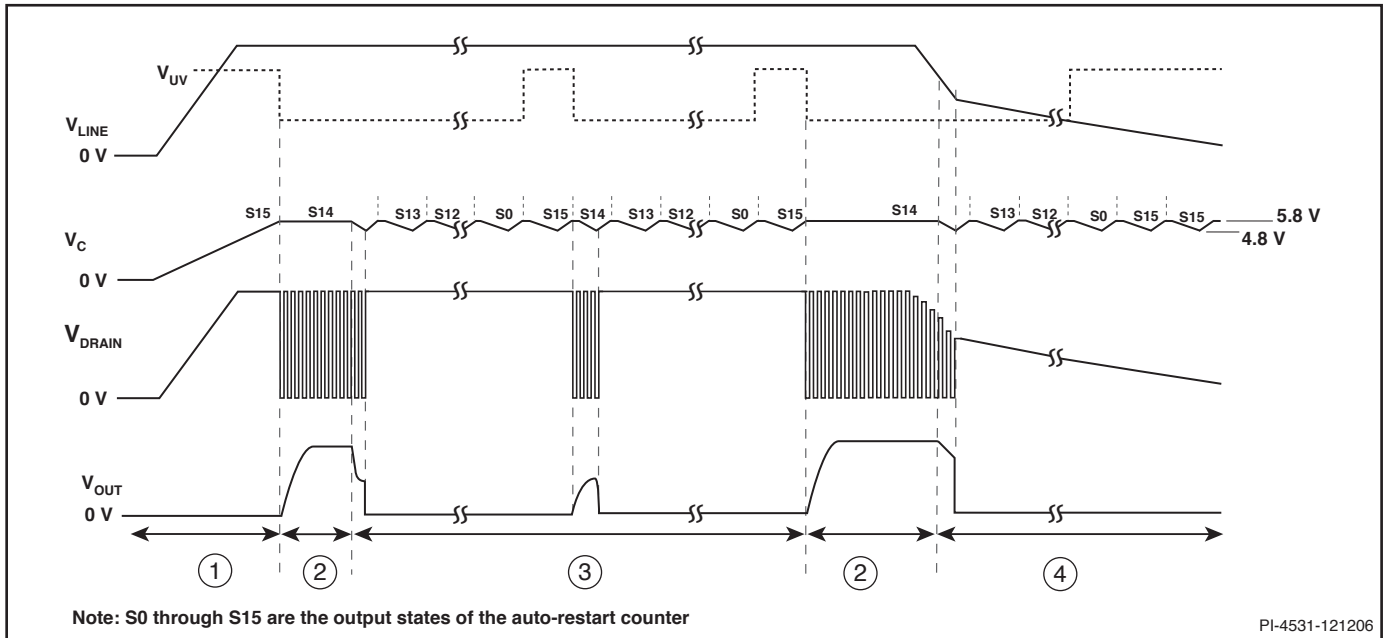 V_UV
V_LINE
0 V
S15 S14 S13 S12 S0 S15 S14 S13 S12 S0 S15 S14 S13 S12 S0 S15 S15 5.8 V
4.8 V
V_C
0 V
V_DRAIN
0 V
V_OUT
0 V
1 2 3 2 4
Note: S0 through S15 are the output states of the auto-restart counter
PI-4531-121206